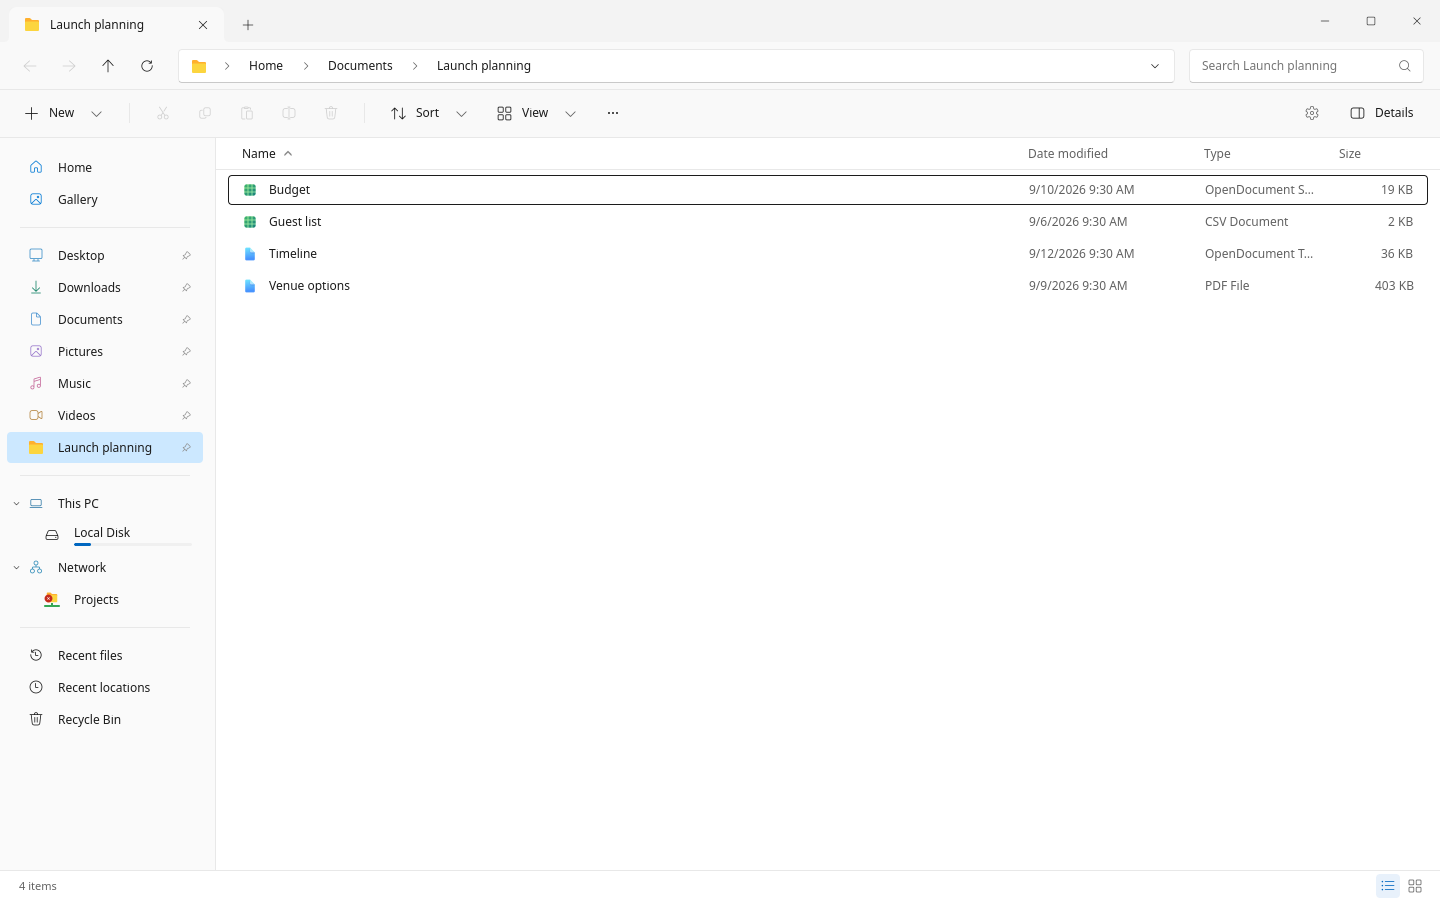 Launch planning
Home
Documents
Launch planning
Search Launch planning
New
Sort
View
Details
Home
Gallery
Desktop
Downloads
Documents
Pictures
Music
Videos
Launch planning
This PC
Local Disk
Network
Projects
Recent files
Recent locations
Recycle Bin
Name Date modified Type Size
Budget 9/10/2026 9:30 AM OpenDocument S... 19 KB
Guest list 9/6/2026 9:30 AM CSV Document 2 KB
Timeline 9/12/2026 9:30 AM OpenDocument T... 36 KB
Venue options 9/9/2026 9:30 AM PDF File 403 KB
4 items